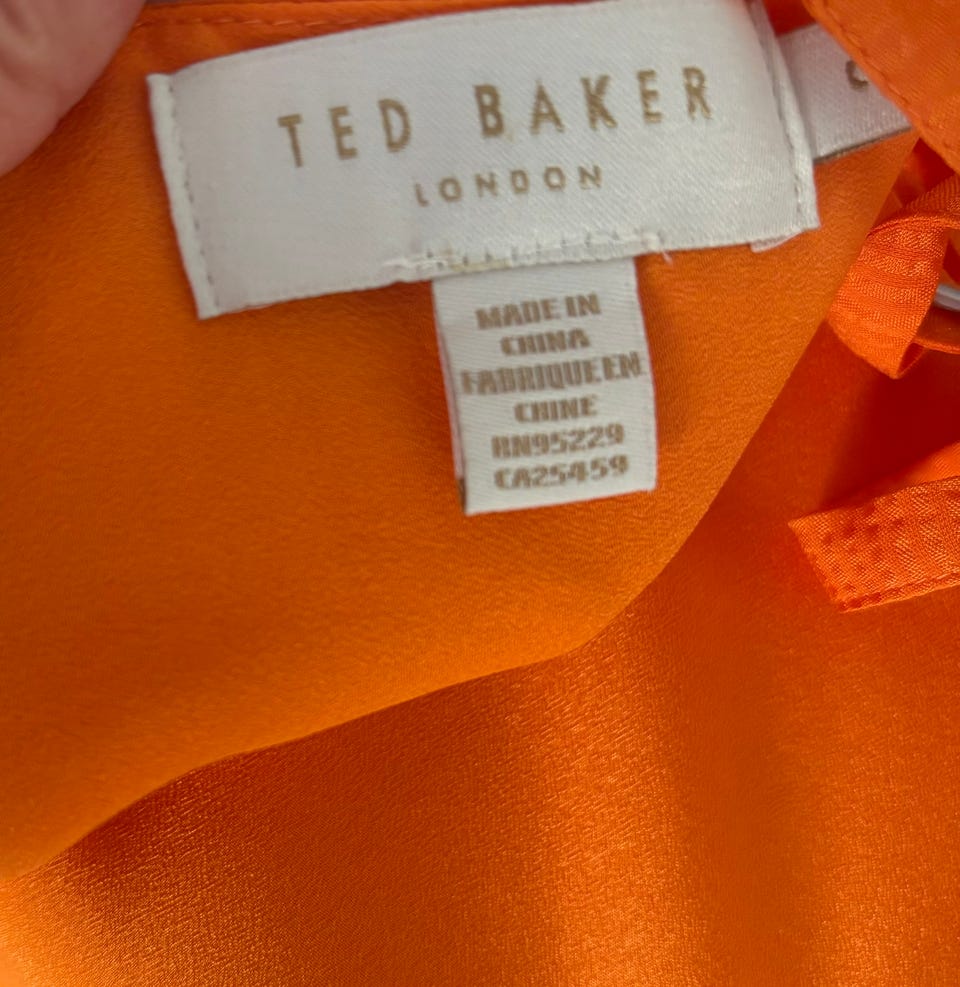 TED BAKER
LONDON
MADE IN
CHINA
FABRIQUE EN
CHINE
RN95229
CA25459